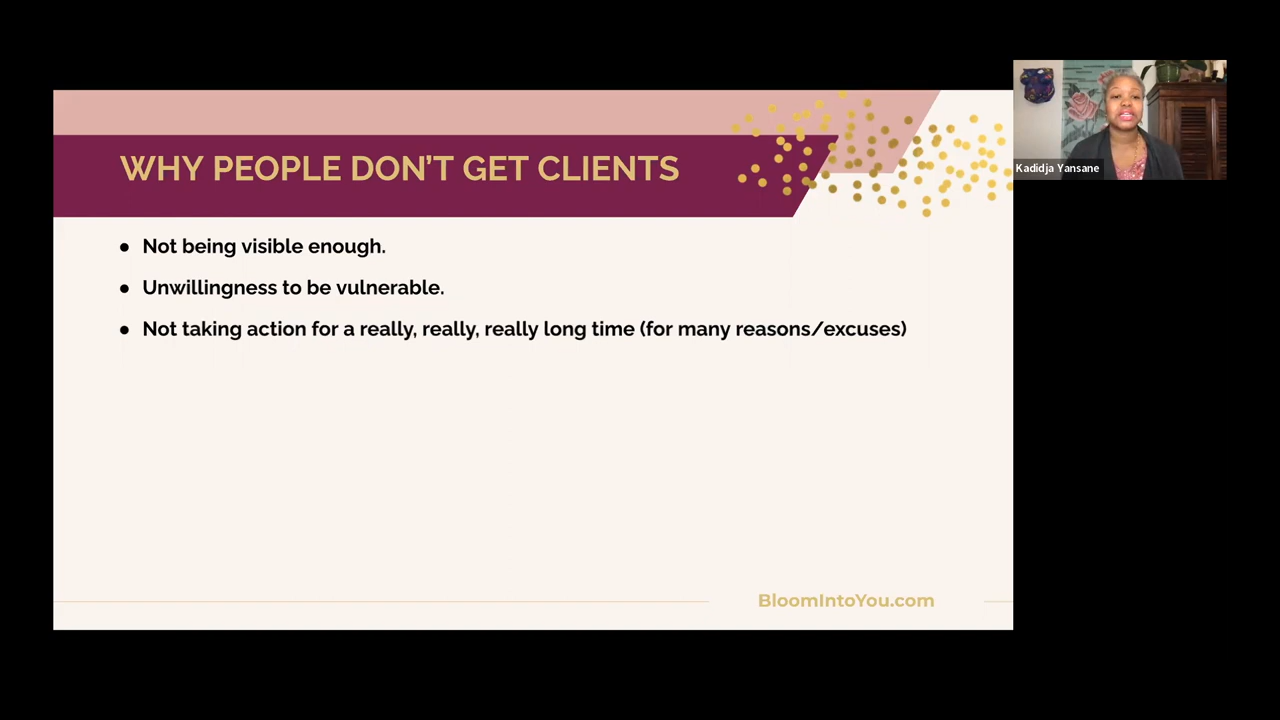 WHY PEOPLE DON'T GET CLIENTS
Kadidja Yansane
● Not being visible enough.
● Unwillingness to be vulnerable.
● Not taking action for a really, really, really long time (for many reasons/excuses)
BloomIntoYou.com